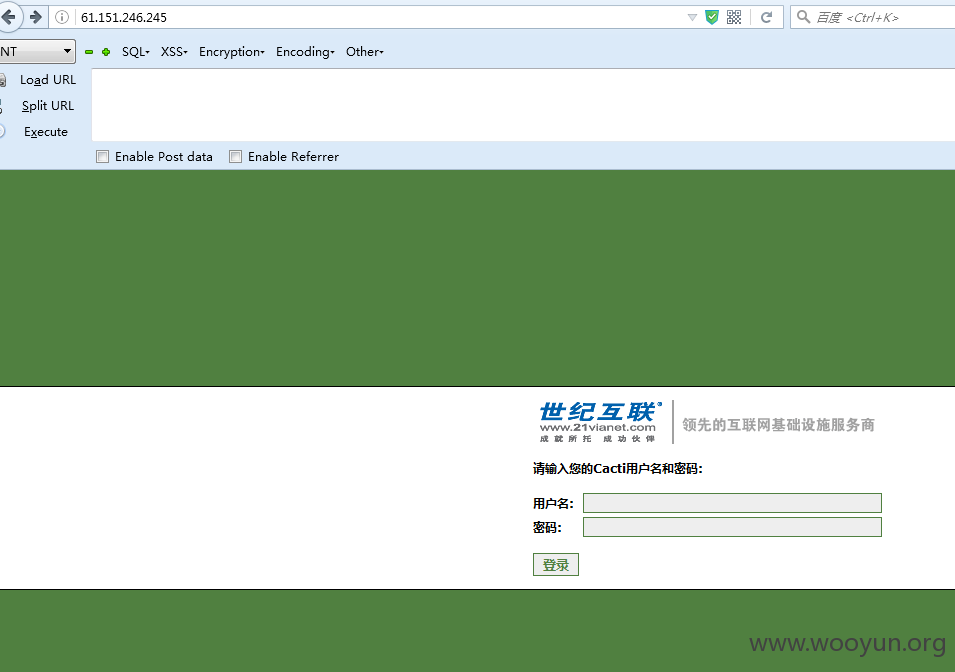 61.151.246.245
百度 <Ctrl+K>
NT
SQL XSS Encryption Encoding Other
Load URL
Split URL
Execute
Enable Post data Enable Referrer
世纪互联
www.21vianet.com
成就所托 成功伙伴
领先的互联网基础设施服务商
请输入您的Cacti用户名和密码:
用户名:
密码:
登录
www.wooyun.org